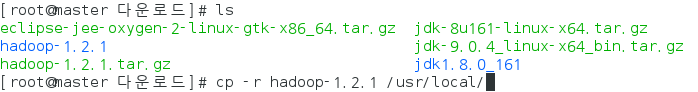 [root@master 다운로드]# ls
eclipse-jee-oxygen-2-linux-gtk-x86_64.tar.gz jdk-8u161-linux-x64.tar.gz
hadoop-1.2.1 jdk-9.0.4_linux-x64_bin.tar.gz
hadoop-1.2.1.tar.gz jdk1.8.0_161
[root@master 다운로드]# cp -r hadoop-1.2.1 /usr/local/